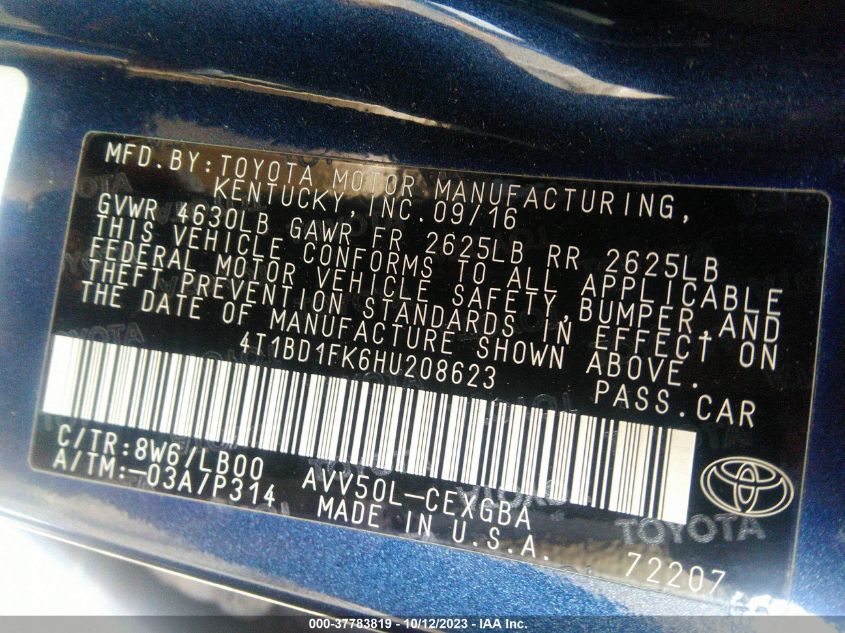 MFD.BY:TOYOTA MOTOR MANUFACTURING,
KENTUCKY, INC.09/16
GVWR 4630LB GAWR FR 2625LB RR 2625LB
THIS VEHICLE CONFORMS TO ALL APPLICABLE
FEDERAL MOTOR VEHICLE SAFETY,BUMPER,AND
THEFT PREVENTION STANDARDS IN EFFECT ON
THE DATE OF MANUFACTURE SHOWN ABOVE.
4T1BD1FK6HU208623
PASS.CAR
C/TR:8W6/LB00
A/TM:-03A/P314
AVV50L-CEXGBA
MADE IN U.S.A.
TOYOTA
72207
000-37783819 - 10/12/2023 - IAA Inc.